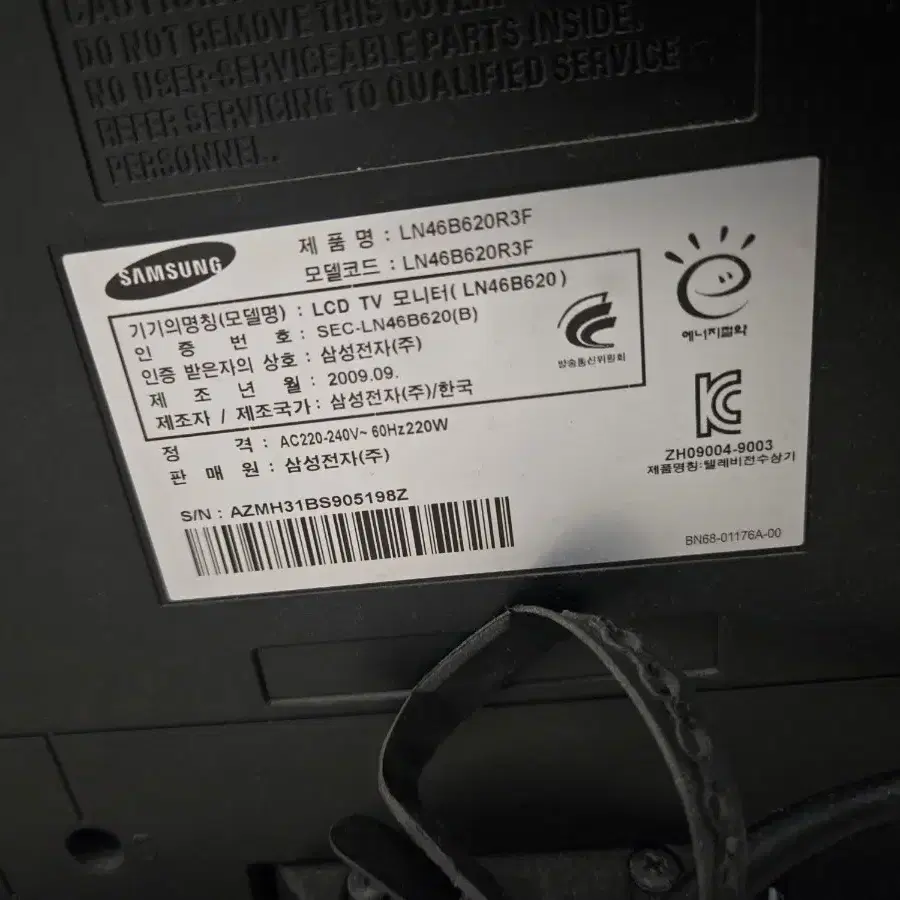 CAUTION
DO NOT REMOVE THIS COVER.
NO USER-SERVICEABLE PARTS INSIDE.
REFER SERVICING TO QUALIFIED SERVICE
PERSONNEL.
SAMSUNG
제 품 명 : LN46B620R3F
모델코드 : LN46B620R3F
기기의명칭(모델명) : LCD TV 모니터( LN46B620 )
인 증 번 호 : SEC-LN46B620(B)
인증 받은자의 상호 : 삼성전자(주)
제 조 년 월 : 2009.09.
제조자 / 제조국가 : 삼성전자(주)/한국
방송통신위원회
정 격 : AC220-240V~ 60Hz220W
판 매 원 : 삼성전자(주)
S/N : AZMH31BS905198Z
에너지절약
KC
ZH09004-9003
제품명칭:텔레비전수상기
BN68-01176A-00